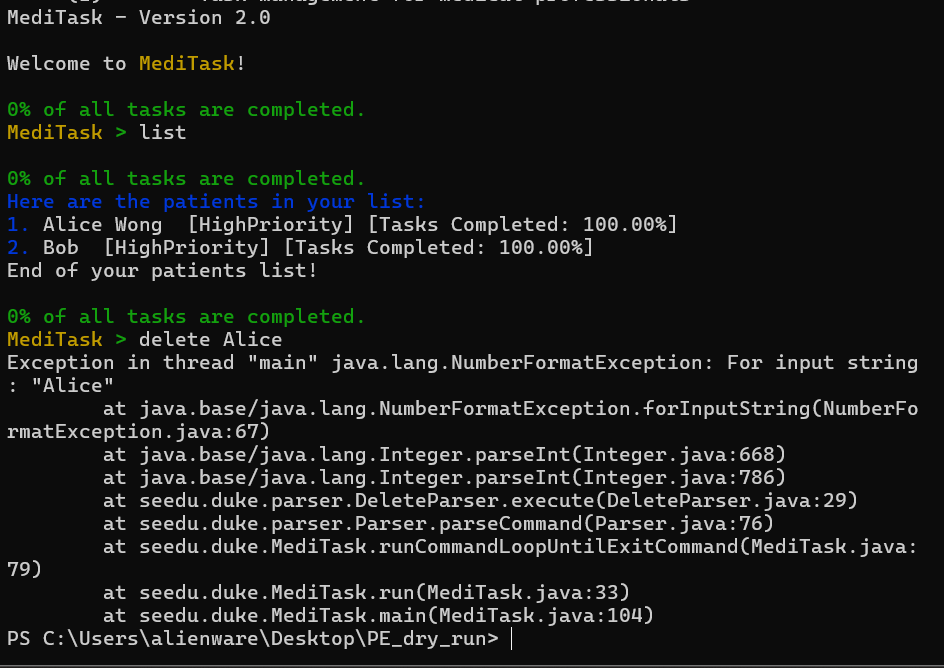 MediTask - Version 2.0
Welcome to MediTask!
0% of all tasks are completed.
MediTask > list
0% of all tasks are completed.
Here are the patients in your list:
1. Alice Wong  [HighPriority] [Tasks Completed: 100.00%]
2. Bob  [HighPriority] [Tasks Completed: 100.00%]
End of your patients list!
0% of all tasks are completed.
MediTask > delete Alice
Exception in thread "main" java.lang.NumberFormatException: For input string
: "Alice"
        at java.base/java.lang.NumberFormatException.forInputString(NumberFo
rmatException.java:67)
        at java.base/java.lang.Integer.parseInt(Integer.java:668)
        at java.base/java.lang.Integer.parseInt(Integer.java:786)
        at seedu.duke.parser.DeleteParser.execute(DeleteParser.java:29)
        at seedu.duke.parser.Parser.parseCommand(Parser.java:76)
        at seedu.duke.MediTask.runCommandLoopUntilExitCommand(MediTask.java:
79)
        at seedu.duke.MediTask.run(MediTask.java:33)
        at seedu.duke.MediTask.main(MediTask.java:104)
PS C:\Users\alienware\Desktop\PE_dry_run>